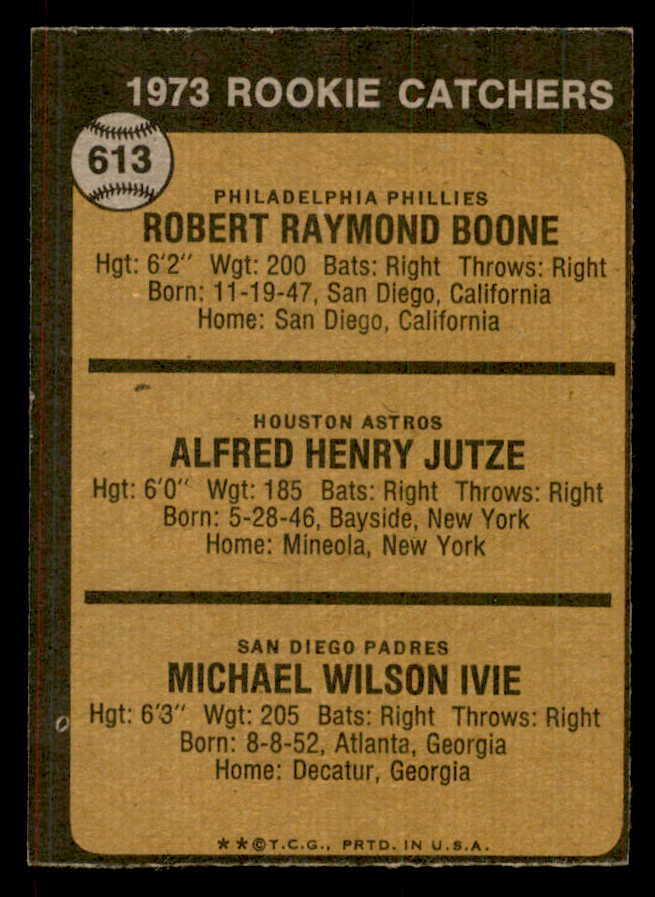 1973 ROOKIE CATCHERS
613
PHILADELPHIA PHILLIES
ROBERT RAYMOND BOONE
Hgt: 6'2" Wgt: 200 Bats: Right Throws: Right
Born: 11-19-47, San Diego, California
Home: San Diego, California
HOUSTON ASTROS
ALFRED HENRY JUTZE
Hgt: 6'0" Wgt: 185 Bats: Right Throws: Right
Born: 5-28-46, Bayside, New York
Home: Mineola, New York
SAN DIEGO PADRES
MICHAEL WILSON IVIE
Hgt: 6'3" Wgt: 205 Bats: Right Throws: Right
Born: 8-8-52, Atlanta, Georgia
Home: Decatur, Georgia
**©T.C.G., PRTD. IN U.S.A.